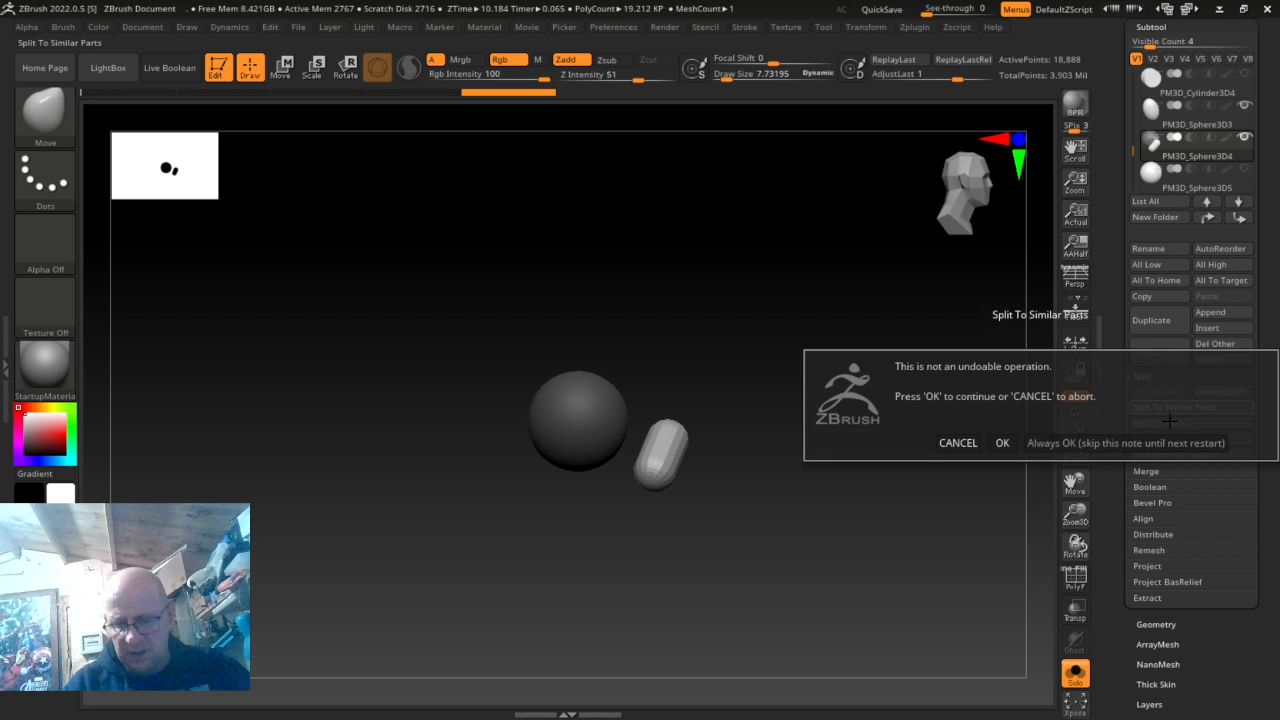 ZBrush 2022.0.5 [S] ZBrush Document . • Free Mem 8.421GB • Active Mem 2767 • Scratch Disk 2716 • ZTime▸10.184 Timer▸0.065 • PolyCount▸19.212 KP • MeshCount▸1
AC QuickSave See-through 0 Menus DefaultZScript
Alpha Brush Color Document Draw Dynamics Edit File Layer Light Macro Marker Material Movie Picker Preferences Render Stencil Stroke Texture Tool Transform Zplugin Zscript Help
Split To Similar Parts
Home Page LightBox Live Boolean Edit Draw Move Scale Rotate
A Mrgb Rgb M Zadd Zsub Zcut
Rgb Intensity 100 Z Intensity 51
S Focal Shift 0
Draw Size 7.73195 Dynamic
D ReplayLast ReplayLastRel
AdjustLast 1
ActivePoints: 18,888
TotalPoints: 3,903 Mil
Move
Dots
Alpha Off
Texture Off
StartupMateria
Gradient
BPR
SPix 3
Scroll
Zoom
Actual
AAHalf
Dynamic
Persp
Split To Similar Parts
Move
Zoom3D
Rotate
PolyF
Transp
Ghost
Solo
Xpose
This is not an undoable operation.
Press 'OK' to continue or 'CANCEL' to abort.
ZBRUSH
CANCEL OK Always OK (skip this note until next restart)
Subtool
Visible Count 4
V1 V2 V3 V4 V5 V6 V7 V8
PM3D_Cylinder3D4
PM3D_Sphere3D3
PM3D_Sphere3D4
PM3D_Sphere3D5
List All
New Folder
Rename AutoReorder
All Low All High
All To Home All To Target
Copy Paste
Duplicate Append
Insert
Del Other
Split
Split To Similar Parts
Merge
Boolean
Bevel Pro
Align
Distribute
Remesh
Project
Project BasRelief
Extract
Geometry
ArrayMesh
NanoMesh
Thick Skin
Layers